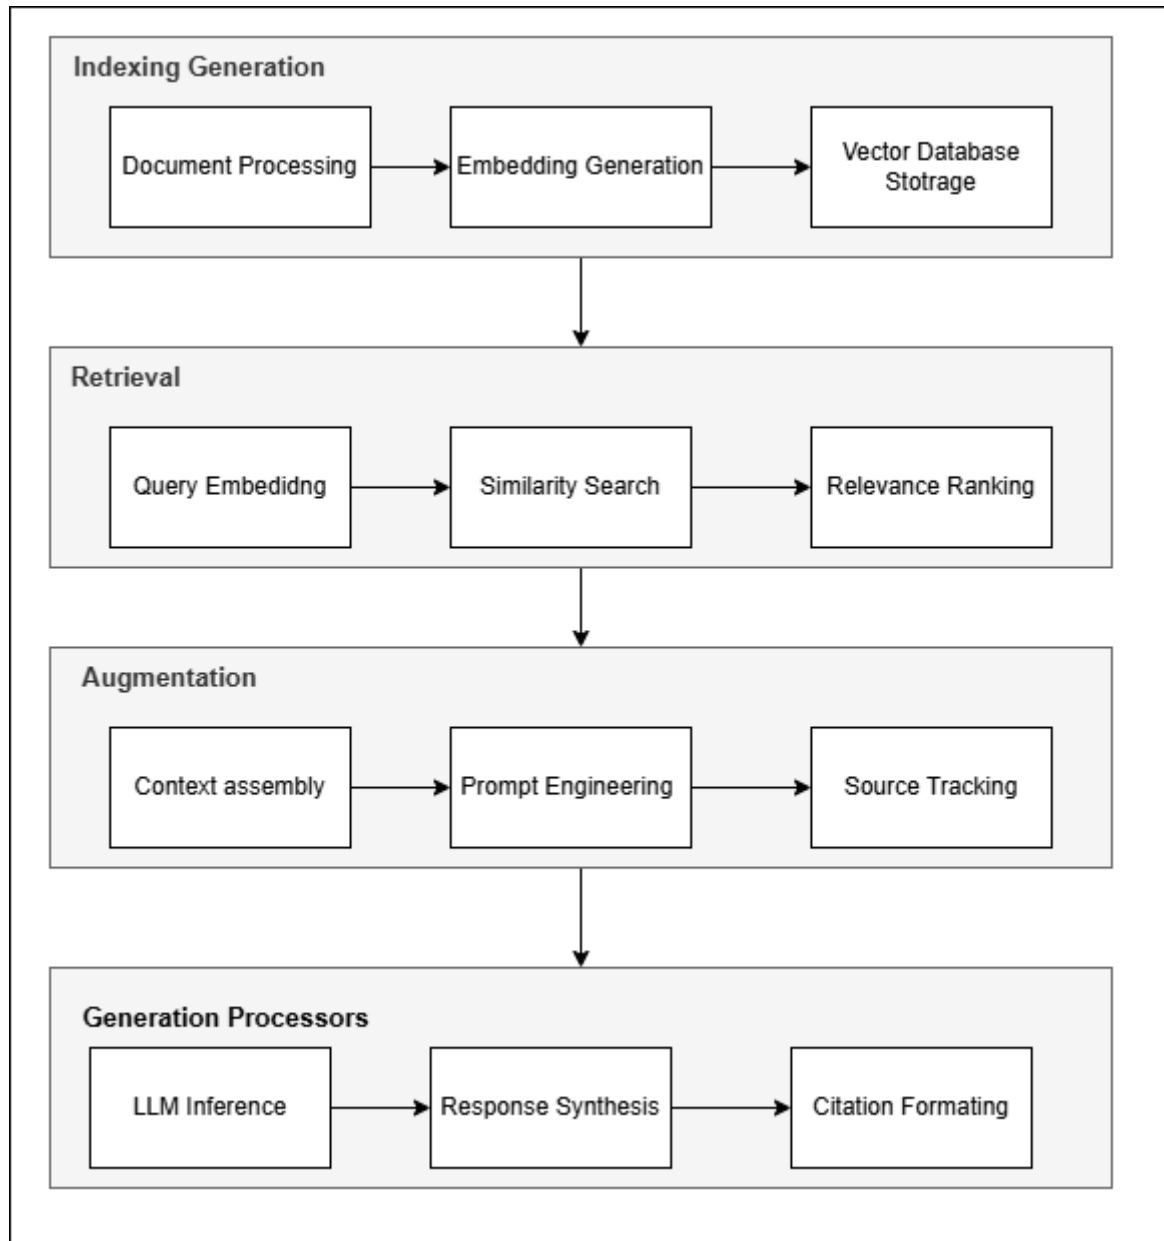 Indexing Generation
Document Processing
Embedding Generation
Vector Database
Stotrage
Retrieval
Query Embedidng
Similarity Search
Relevance Ranking
Augmentation
Context assembly
Prompt Engineering
Source Tracking
Generation Processors
LLM Inference
Response Synthesis
Citation Formating